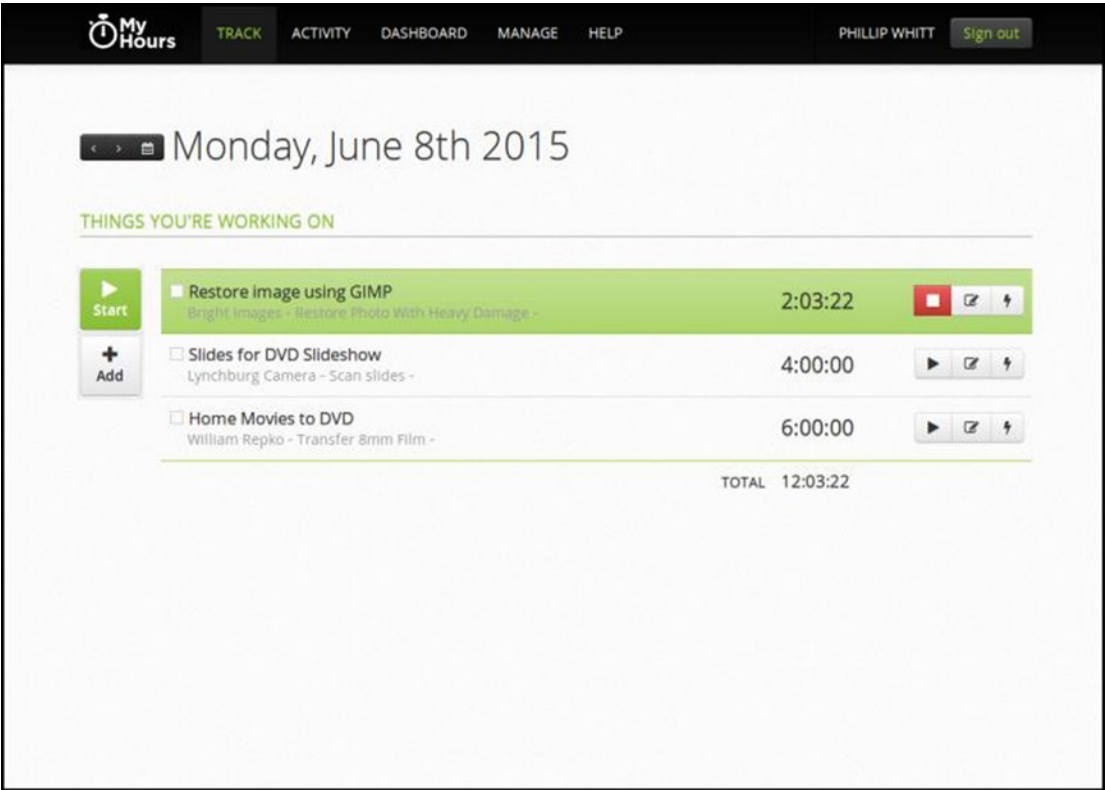 My Hours
TRACK ACTIVITY DASHBOARD MANAGE HELP PHILLIP WHITT Sign out
Monday, June 8th 2015
THINGS YOU'RE WORKING ON
Start
Restore image using GIMP 2:03:22
Bright Images - Restore Photo With Heavy Damage -
Add
Slides for DVD Slideshow 4:00:00
Lynchburg Camera - Scan slides -
Home Movies to DVD 6:00:00
William Repko - Transfer 8mm Film -
TOTAL 12:03:22